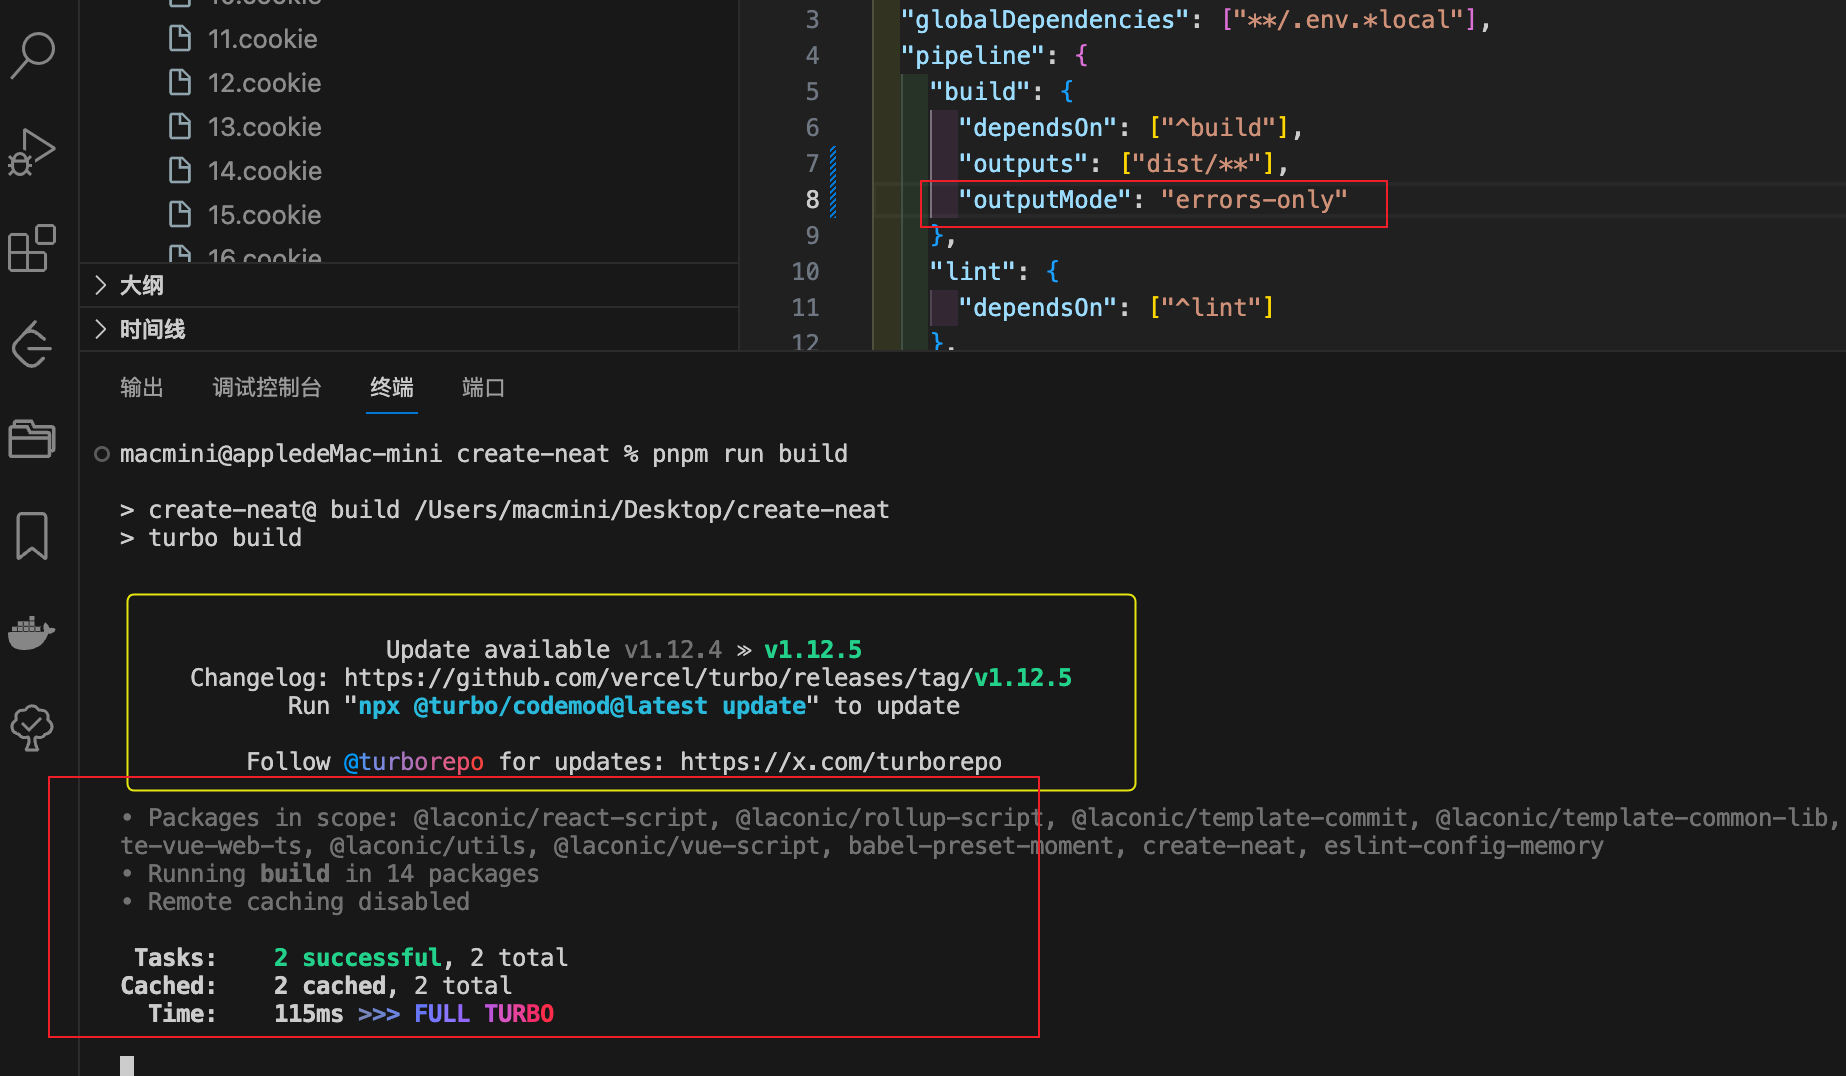 11.cookie
12.cookie
13.cookie
14.cookie
15.cookie
16.cookie
大纲
时间线
3 "globalDependencies": ["**/.env.*local"],
4 "pipeline": {
5 "build": {
6 "dependsOn": ["^build"],
7 "outputs": ["dist/**"],
8 "outputMode": "errors-only"
9 },
10 "lint": {
11 "dependsOn": ["^lint"]
12 },
输出 调试控制台 终端 端口
macmini@appledeMac-mini create-neat % pnpm run build
> create-neat@ build /Users/macmini/Desktop/create-neat
> turbo build
Update available v1.12.4 » v1.12.5
Changelog: https://github.com/vercel/turbo/releases/tag/v1.12.5
Run "npx @turbo/codemod@latest update" to update
Follow @turborepo for updates: https://x.com/turborepo
• Packages in scope: @laconic/react-script, @laconic/rollup-script, @laconic/template-commit, @laconic/template-common-lib,
te-vue-web-ts, @laconic/utils, @laconic/vue-script, babel-preset-moment, create-neat, eslint-config-memory
• Running build in 14 packages
• Remote caching disabled
Tasks: 2 successful, 2 total
Cached: 2 cached, 2 total
Time: 115ms >>> FULL TURBO